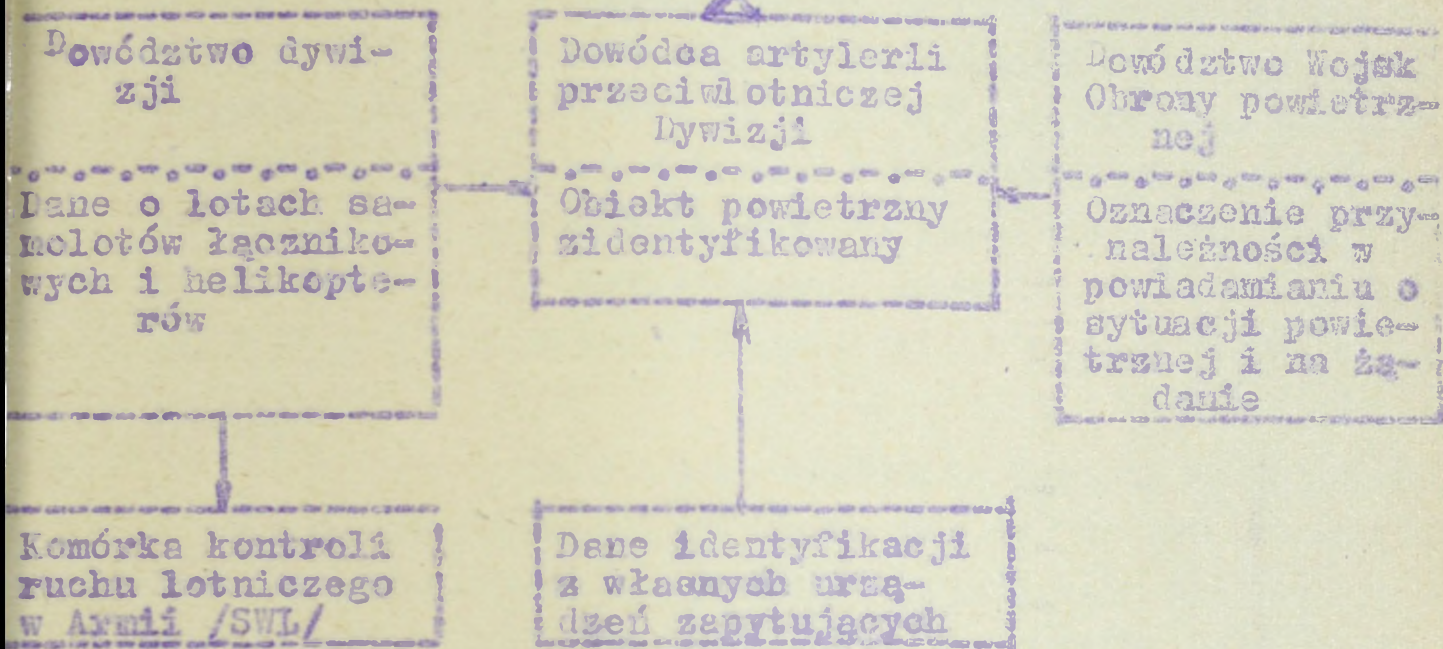 Dowództwo dywi-
zji
Dane o lotach sa-
molotów łączniko-
wych i helikopte-
rów
Dowódca artylerii
przeciwlotniczej
Dywizji
Obiekt powietrzny
zidentyfikowany
Dowództwo Wojsk
Obrony powietrz-
nej
Oznaczenie przy-
należności w
powiadamianiu o
sytuacji powie-
trznej i na żą-
danie
Komórka kontroli
ruchu lotniczego
w Armii /SWL/
Dane identyfikacji
z własnych urzą-
dzeń zapytujących